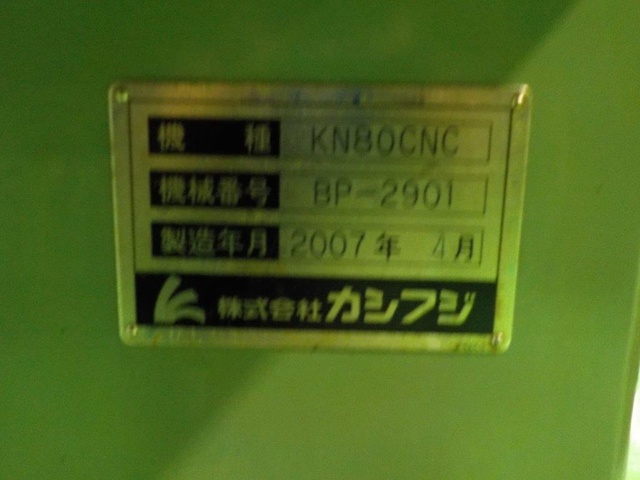 機 種 KN80CNC
機械番号 BP-2901
製造年月 2007年 4月
株式会社カシフジ